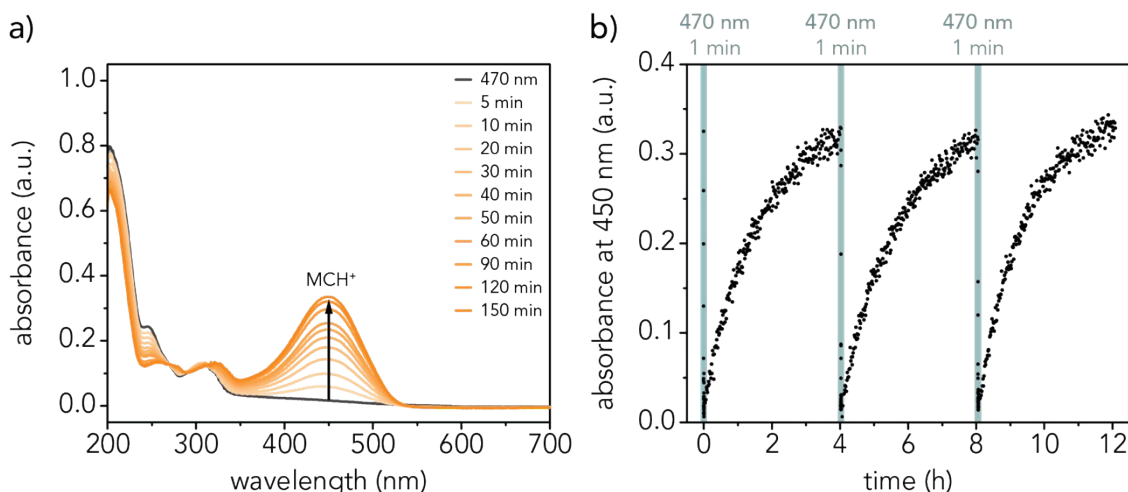 a)
absorbance (a.u.)
1.0
0.8
0.6
0.4
0.2
0.0
200 300 400 500 600 700
wavelength (nm)
MCH⁺
470 nm
5 min
10 min
20 min
30 min
40 min
50 min
60 min
90 min
120 min
150 min
b)
470 nm 470 nm 470 nm
1 min 1 min 1 min
absorbance at 450 nm (a.u.)
0.4
0.3
0.2
0.1
0.0
0 2 4 6 8 10 12
time (h)